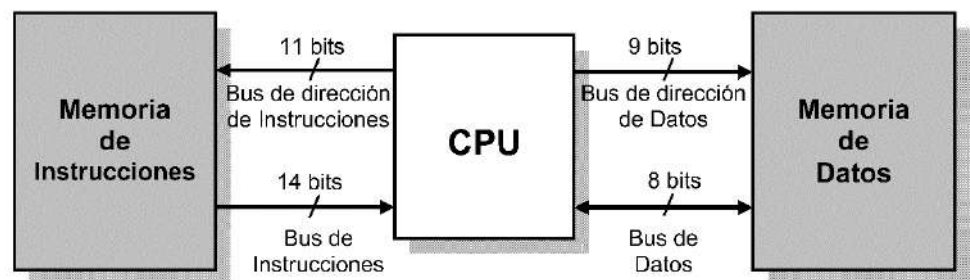 Memoria
de
Instrucciones
11 bits
Bus de dirección
de Instrucciones
14 bits
Bus de
Instrucciones
CPU
9 bits
Bus de dirección
de Datos
8 bits
Bus de
Datos
Memoria
de
Datos